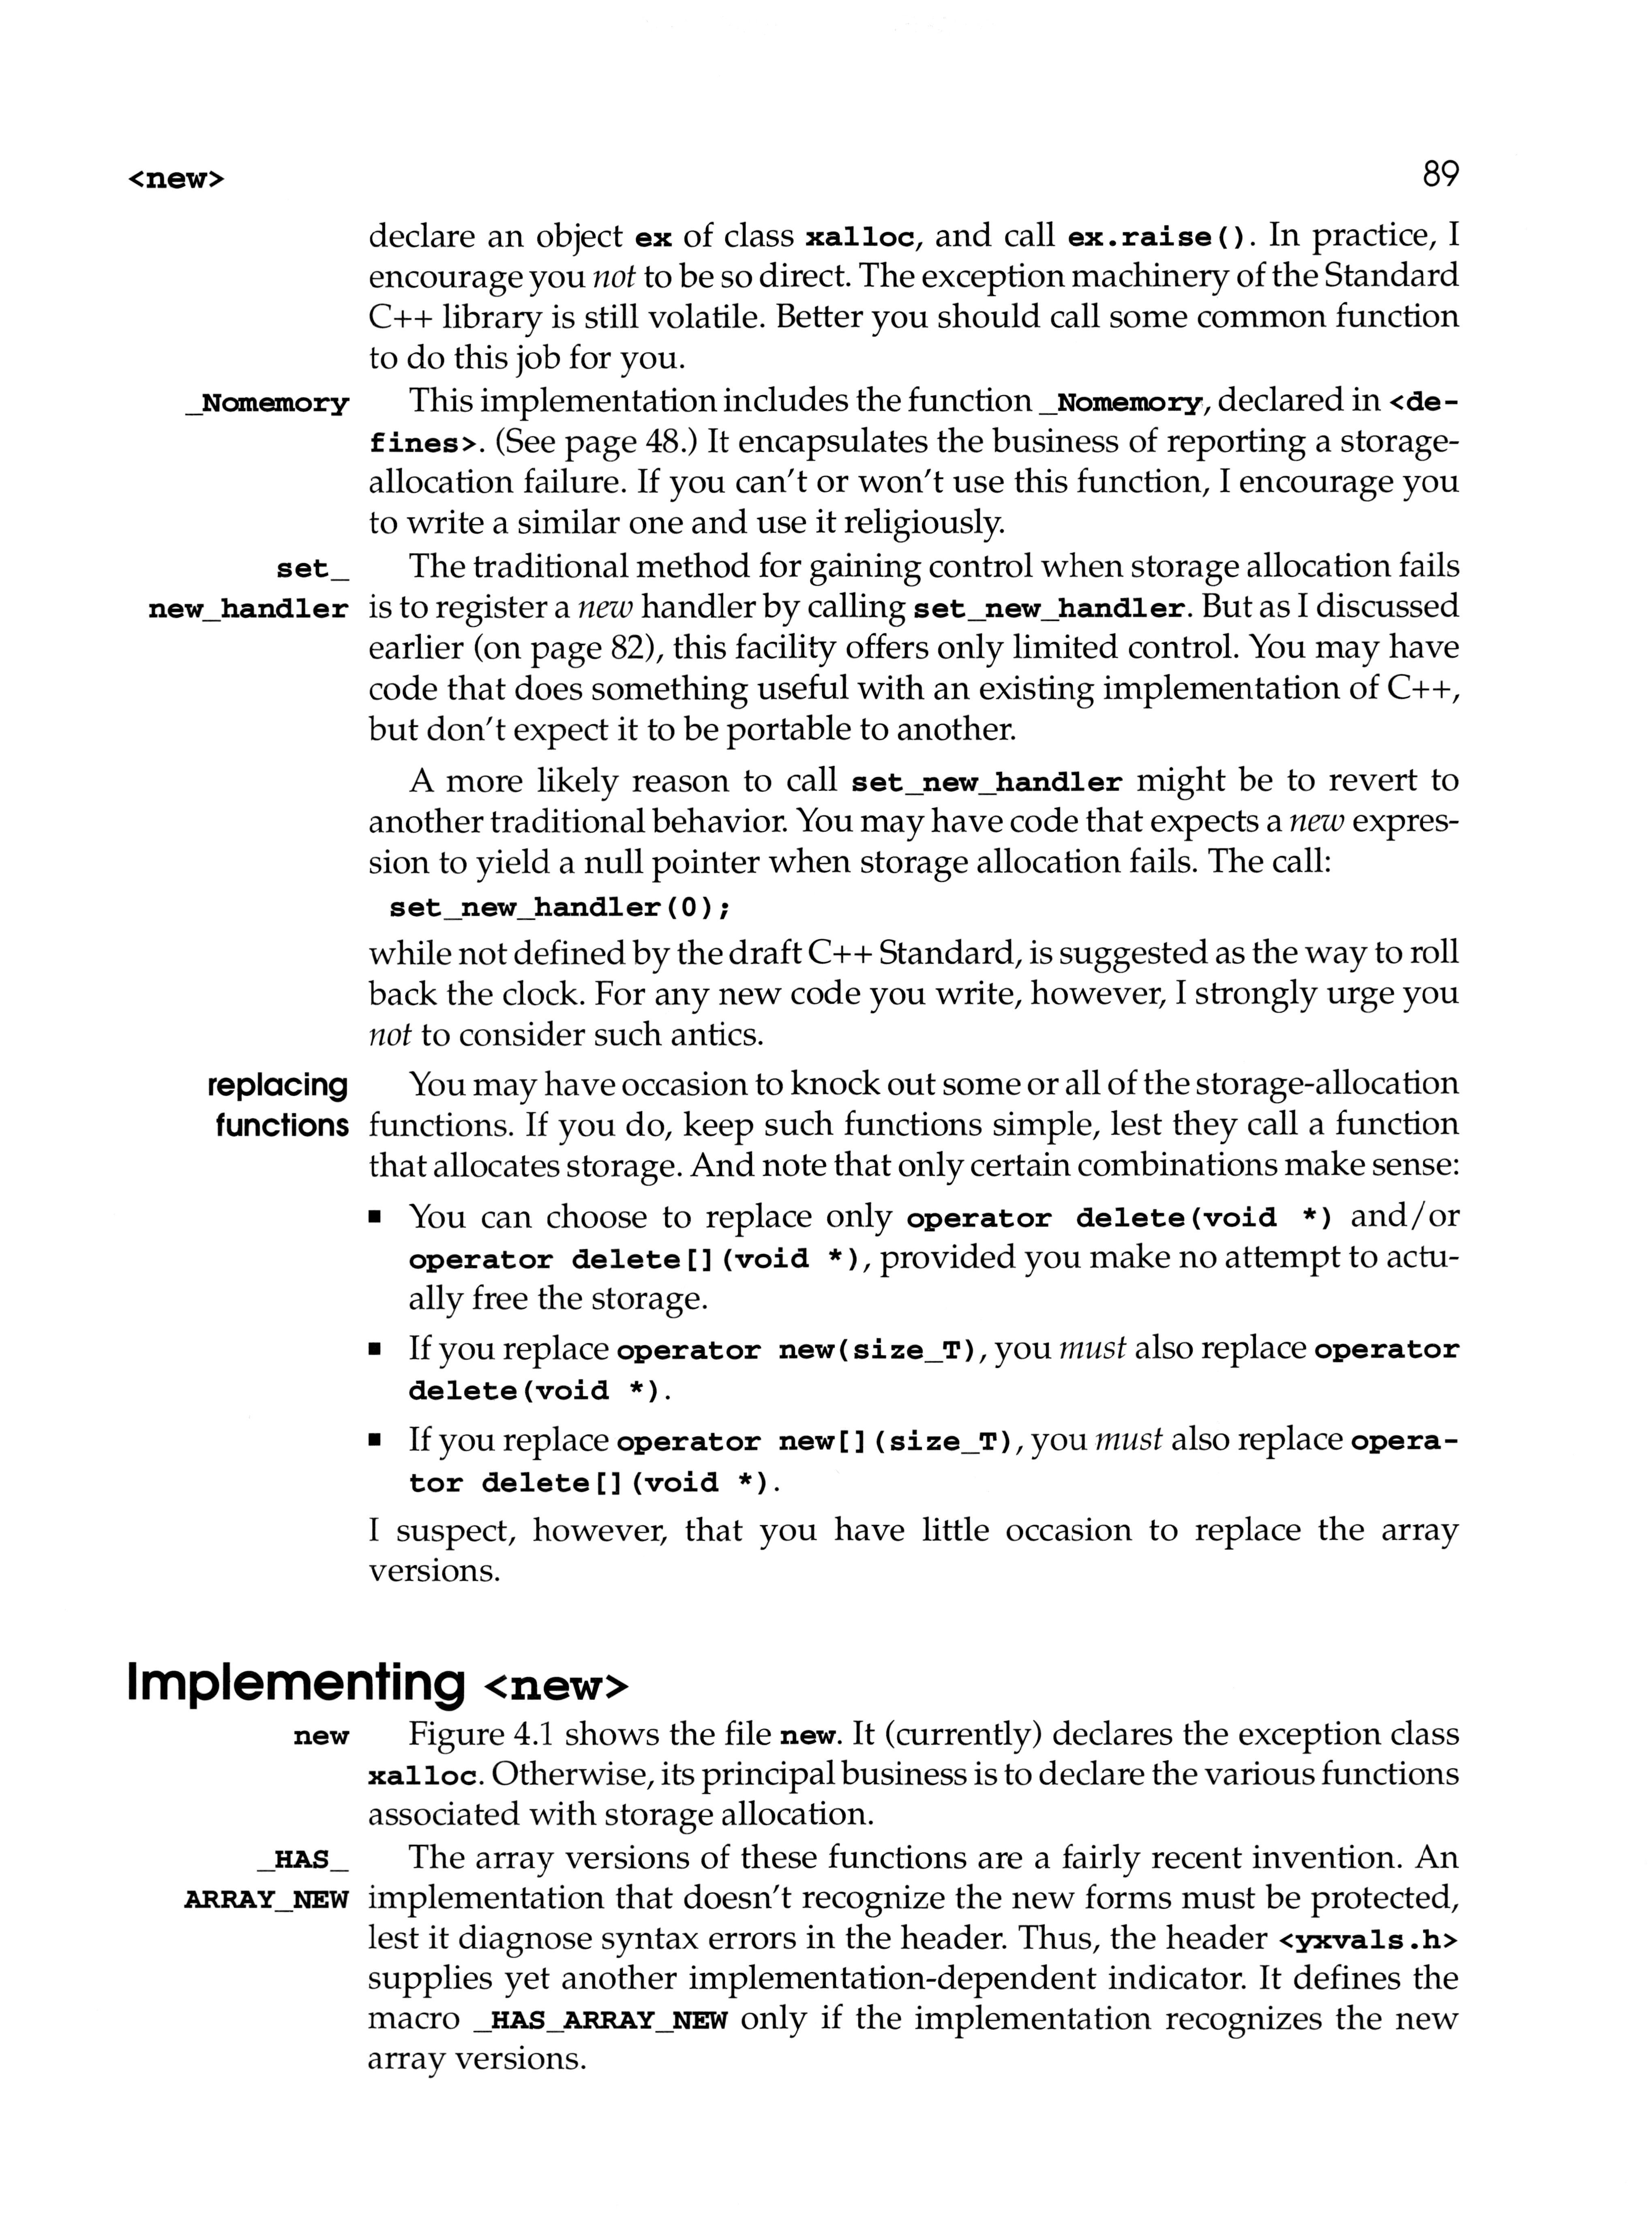 <new> 89
declare an object ex of class xalloc, and call ex.raise(). In practice, I
encourage you not to be so direct. The exception machinery of the Standard
C++ library is still volatile. Better you should call some common function
to do this job for you.
_Nomemory This implementation includes the function _Nomemory, declared in <de-
fines>. (See page 48.) It encapsulates the business of reporting a storage-
allocation failure. If you can't or won't use this function, I encourage you
to write a similar one and use it religiously.
set_ The traditional method for gaining control when storage allocation fails
new_handler is to register a new handler by calling set_new_handler. But as I discussed
earlier (on page 82), this facility offers only limited control. You may have
code that does something useful with an existing implementation of C++,
but don't expect it to be portable to another.
A more likely reason to call set_new_handler might be to revert to
another traditional behavior. You may have code that expects a new expres-
sion to yield a null pointer when storage allocation fails. The call:
set_new_handler(0);
while not defined by the draft C++ Standard, is suggested as the way to roll
back the clock. For any new code you write, however, I strongly urge you
not to consider such antics.
replacing You may have occasion to knock out some or all of the storage-allocation
functions functions. If you do, keep such functions simple, lest they call a function
that allocates storage. And note that only certain combinations make sense:
▪ You can choose to replace only operator delete(void *) and/or
operator delete[](void *), provided you make no attempt to actu-
ally free the storage.
▪ If you replace operator new(size_T), you must also replace operator
delete(void *).
▪ If you replace operator new[](size_T), you must also replace opera-
tor delete[](void *).
I suspect, however, that you have little occasion to replace the array
versions.
Implementing <new>
new Figure 4.1 shows the file new. It (currently) declares the exception class
xalloc. Otherwise, its principal business is to declare the various functions
associated with storage allocation.
_HAS_ The array versions of these functions are a fairly recent invention. An
ARRAY_NEW implementation that doesn't recognize the new forms must be protected,
lest it diagnose syntax errors in the header. Thus, the header <yxvals.h>
supplies yet another implementation-dependent indicator. It defines the
macro _HAS_ARRAY_NEW only if the implementation recognizes the new
array versions.